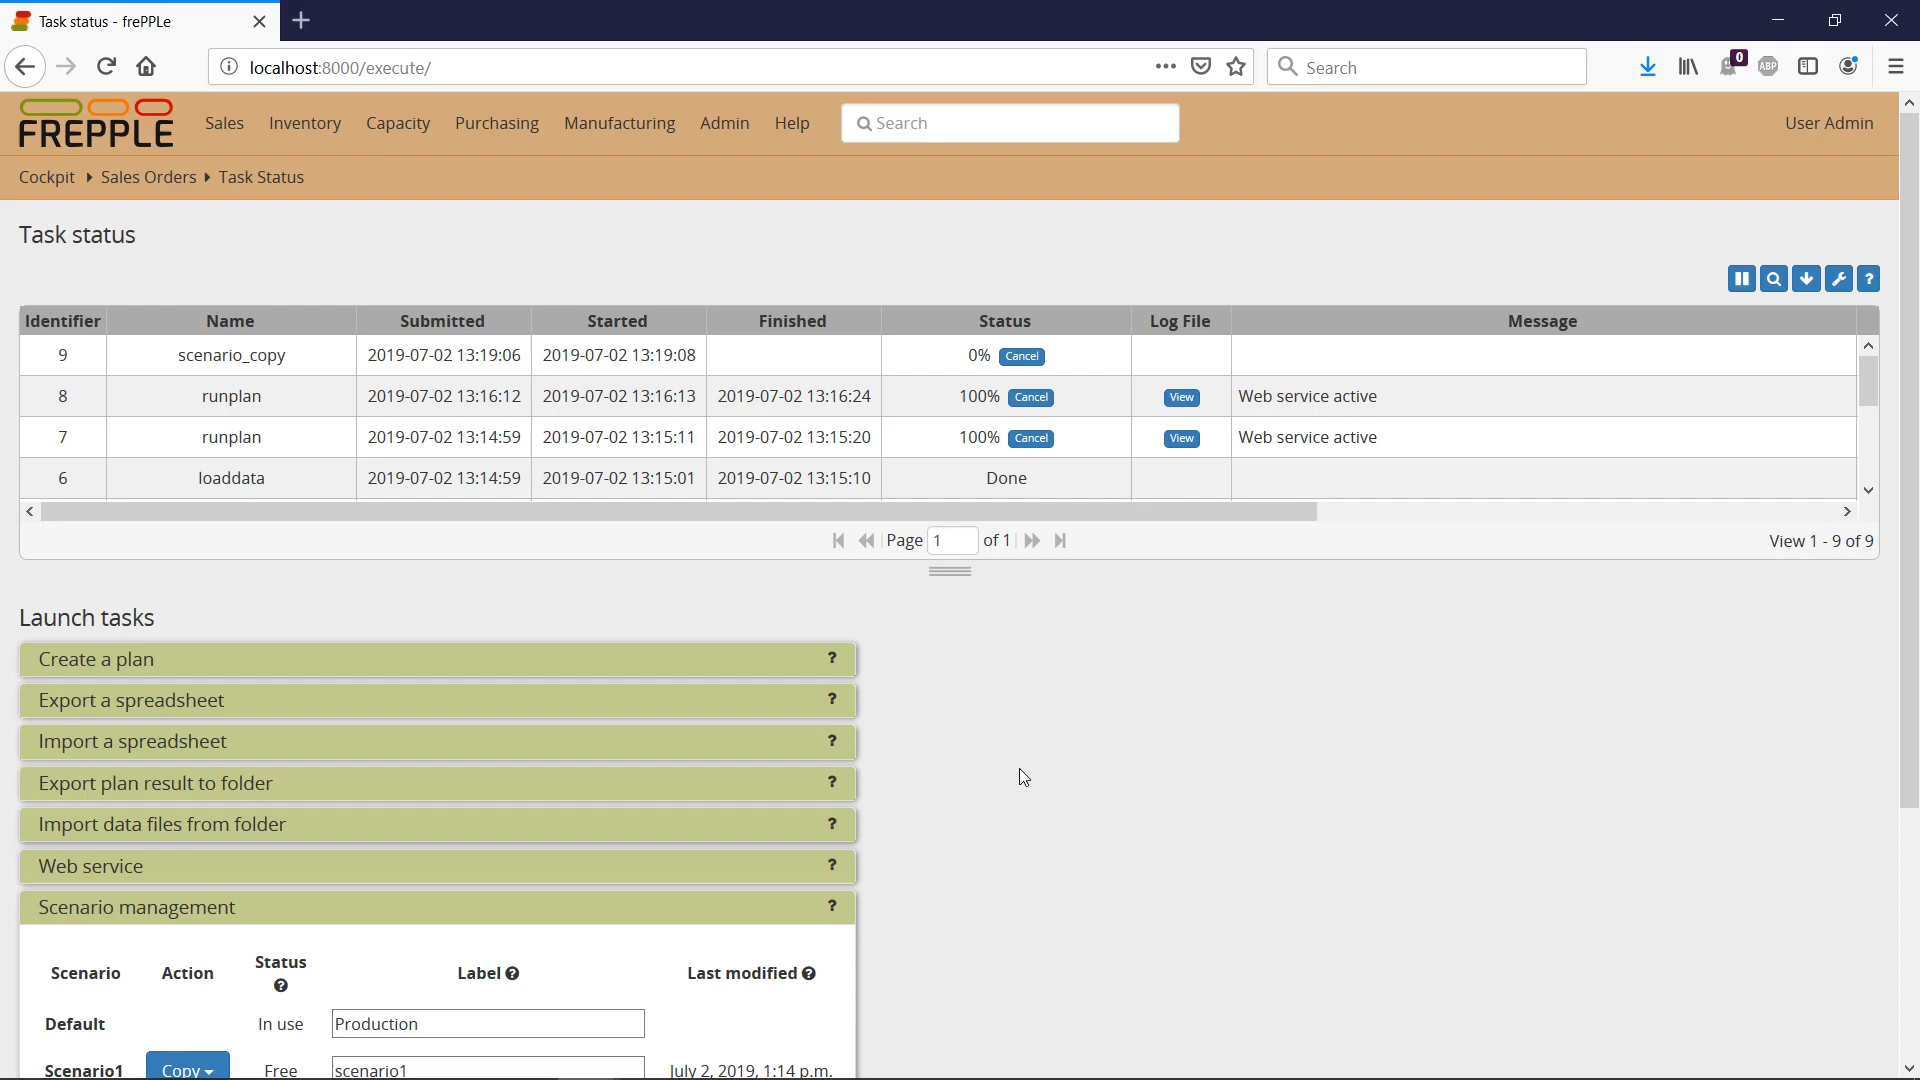 Task status - frePPLe
localhost:8000/execute/
Search
0
ABP
FREPPLE
Sales
Inventory
Capacity
Purchasing
Manufacturing
Admin
Help
Search
User Admin
Cockpit Sales Orders Task Status
Task status
?
Identifier Name Submitted Started Finished Status Log File Message
9 scenario_copy 2019-07-02 13:19:06 2019-07-02 13:19:08 0% Cancel
8 runplan 2019-07-02 13:16:12 2019-07-02 13:16:13 2019-07-02 13:16:24 100% Cancel View Web service active
7 runplan 2019-07-02 13:14:59 2019-07-02 13:15:11 2019-07-02 13:15:20 100% Cancel View Web service active
6 loaddata 2019-07-02 13:14:59 2019-07-02 13:15:01 2019-07-02 13:15:10 Done
Page 1 of 1
View 1 - 9 of 9
Launch tasks
Create a plan ?
Export a spreadsheet ?
Import a spreadsheet ?
Export plan result to folder ?
Import data files from folder ?
Web service ?
Scenario management ?
Scenario Action Status ? Label ? Last modified ?
Default In use Production
Scenario1 Copy Free scenario1 July 2, 2019, 1:14 p.m.